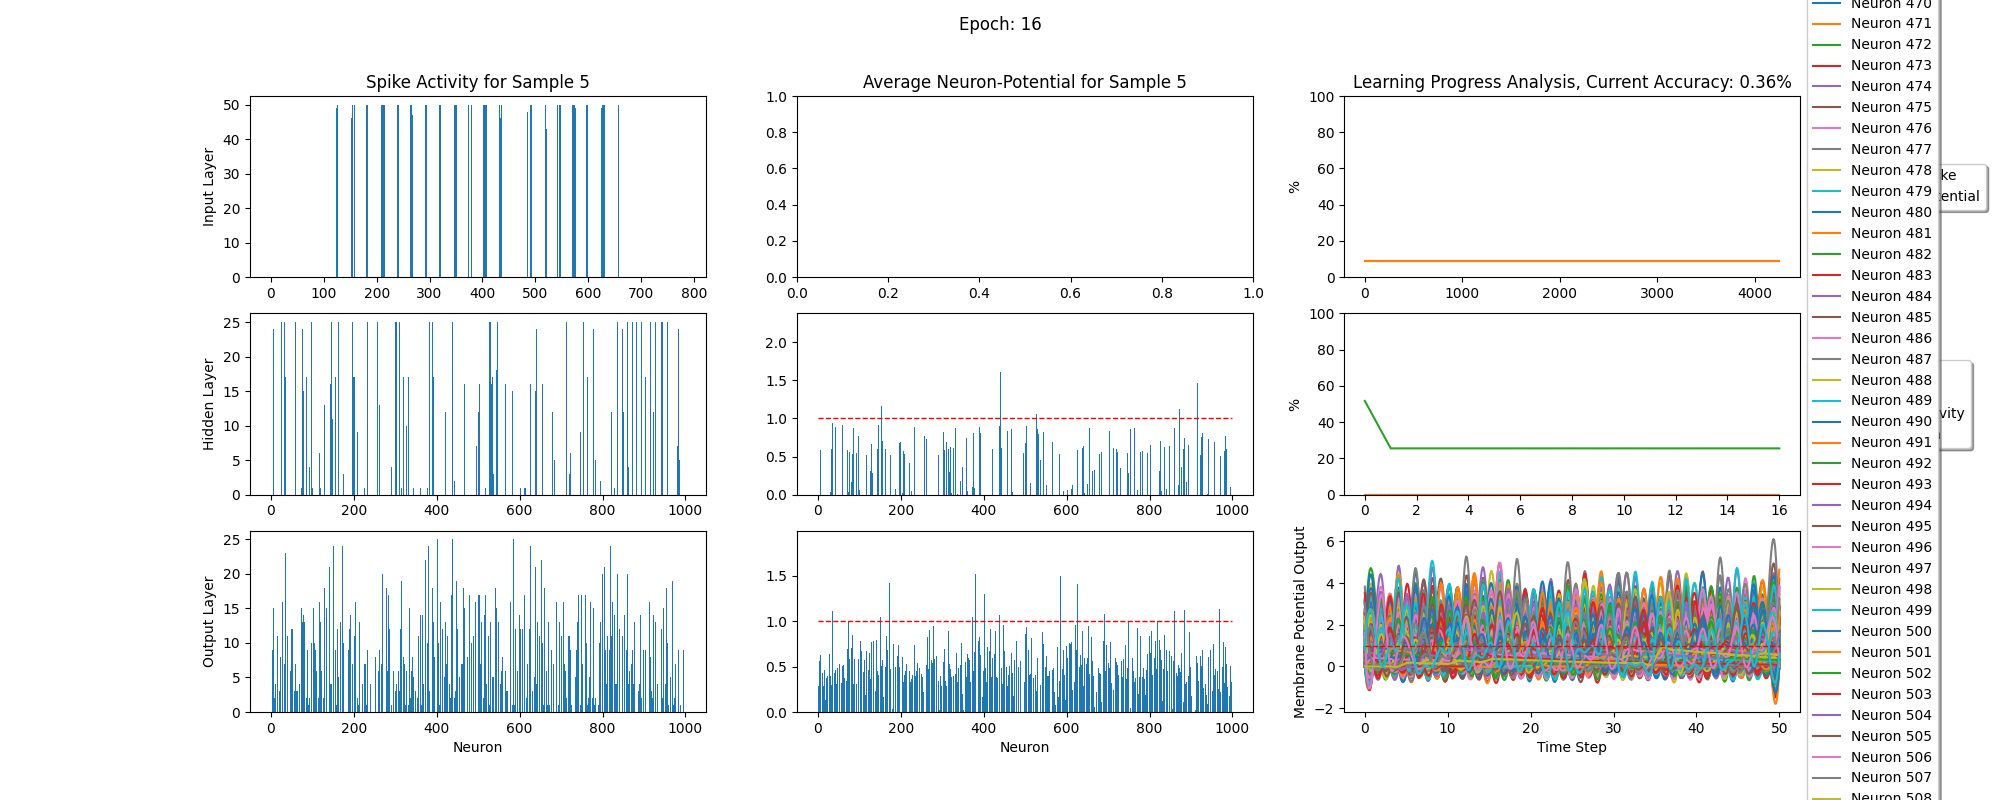 Epoch: 16
Spike Activity for Sample 5
Input Layer
50
40
30
20
10
0
0 100 200 300 400 500 600 700 800
Hidden Layer
25
20
15
10
5
0
0 200 400 600 800 1000
Output Layer
25
20
15
10
5
0
0 200 400 600 800 1000
Neuron
Average Neuron-Potential for Sample 5
1.0
0.8
0.6
0.4
0.2
0.0
0.0 0.2 0.4 0.6 0.8 1.0
2.0
1.5
1.0
0.5
0.0
0 200 400 600 800 1000
1.5
1.0
0.5
0.0
0 200 400 600 800 1000
Neuron
Learning Progress Analysis, Current Accuracy: 0.36%
%
100
80
60
40
20
0
0 1000 2000 3000 4000
%
100
80
60
40
20
0
0 2 4 6 8 10 12 14 16
Membrane Potential Output
6
4
2
0
−2
0 10 20 30 40 50
Time Step
Neuron 470
Neuron 471
Neuron 472
Neuron 473
Neuron 474
Neuron 475
Neuron 476
Neuron 477
Neuron 478
Neuron 479
Neuron 480
Neuron 481
Neuron 482
Neuron 483
Neuron 484
Neuron 485
Neuron 486
Neuron 487
Neuron 488
Neuron 489
Neuron 490
Neuron 491
Neuron 492
Neuron 493
Neuron 494
Neuron 495
Neuron 496
Neuron 497
Neuron 498
Neuron 499
Neuron 500
Neuron 501
Neuron 502
Neuron 503
Neuron 504
Neuron 505
Neuron 506
Neuron 507
Neuron 508